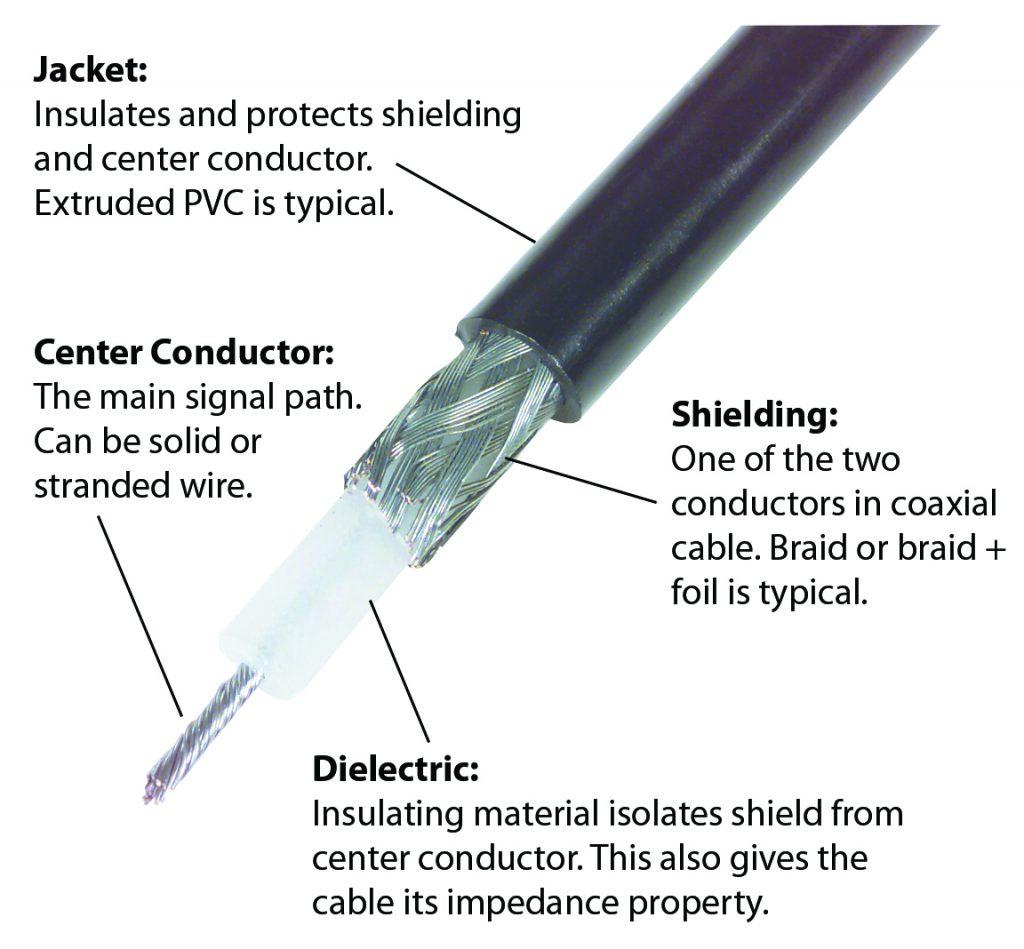 Jacket:
Insulates and protects shielding
and center conductor.
Extruded PVC is typical.
Center Conductor:
The main signal path.
Can be solid or
stranded wire.
Shielding:
One of the two
conductors in coaxial
cable. Braid or braid +
foil is typical.
Dielectric:
Insulating material isolates shield from
center conductor. This also gives the
cable its impedance property.